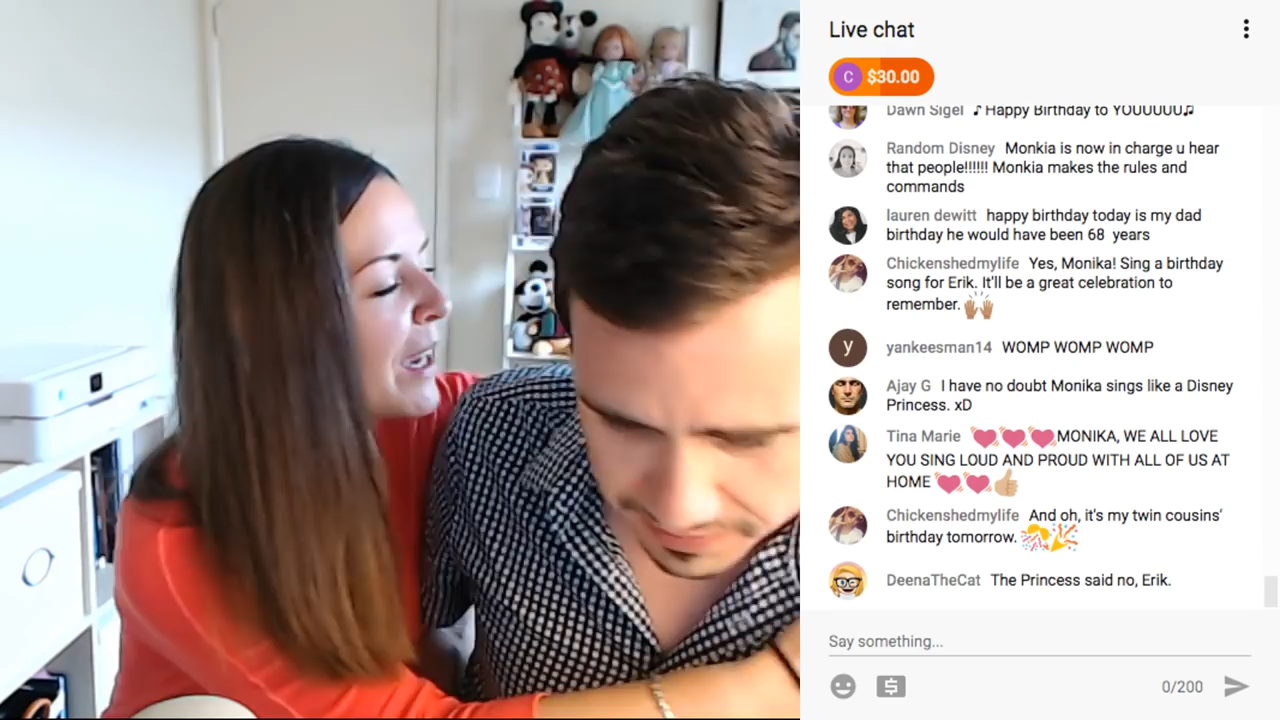 Live chat
C $30.00
Dawn Sigel ♪Happy Birthday to YOUUUUU♫
Random Disney Monkia is now in charge u hear
that people!!!!!! Monkia makes the rules and
commands
lauren dewitt happy birthday today is my dad
birthday he would have been 68 years
Chickenshedmylife Yes, Monika! Sing a birthday
song for Erik. It'll be a great celebration to
remember. 🙌🏽
y yankeesman14 WOMP WOMP WOMP
Ajay G I have no doubt Monika sings like a Disney
Princess. xD
Tina Marie 💓💓💓MONIKA, WE ALL LOVE
YOU SING LOUD AND PROUD WITH ALL OF US AT
HOME 💓💓👍🏼
Chickenshedmylife And oh, it's my twin cousins'
birthday tomorrow. 🎊🎉
DeenaTheCat The Princess said no, Erik.
Say something...
0/200